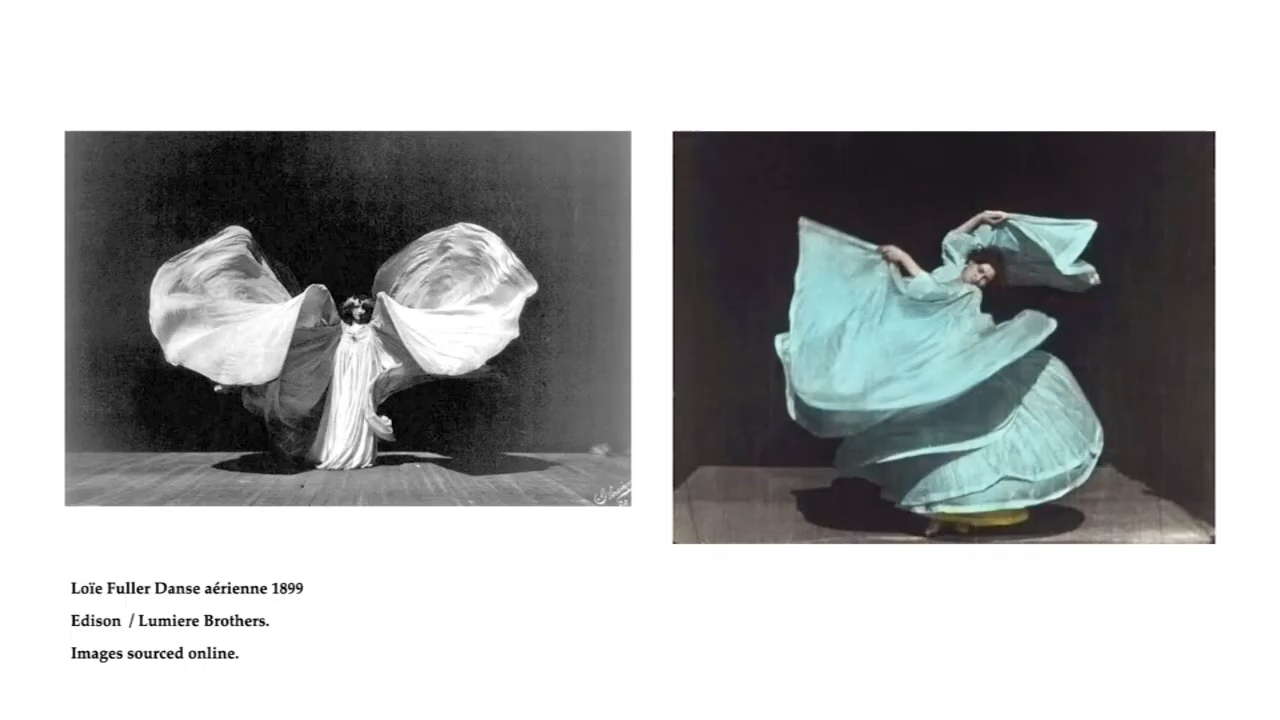 Loïe Fuller Danse aérienne 1899
Edison / Lumiere Brothers.
Images sourced online.